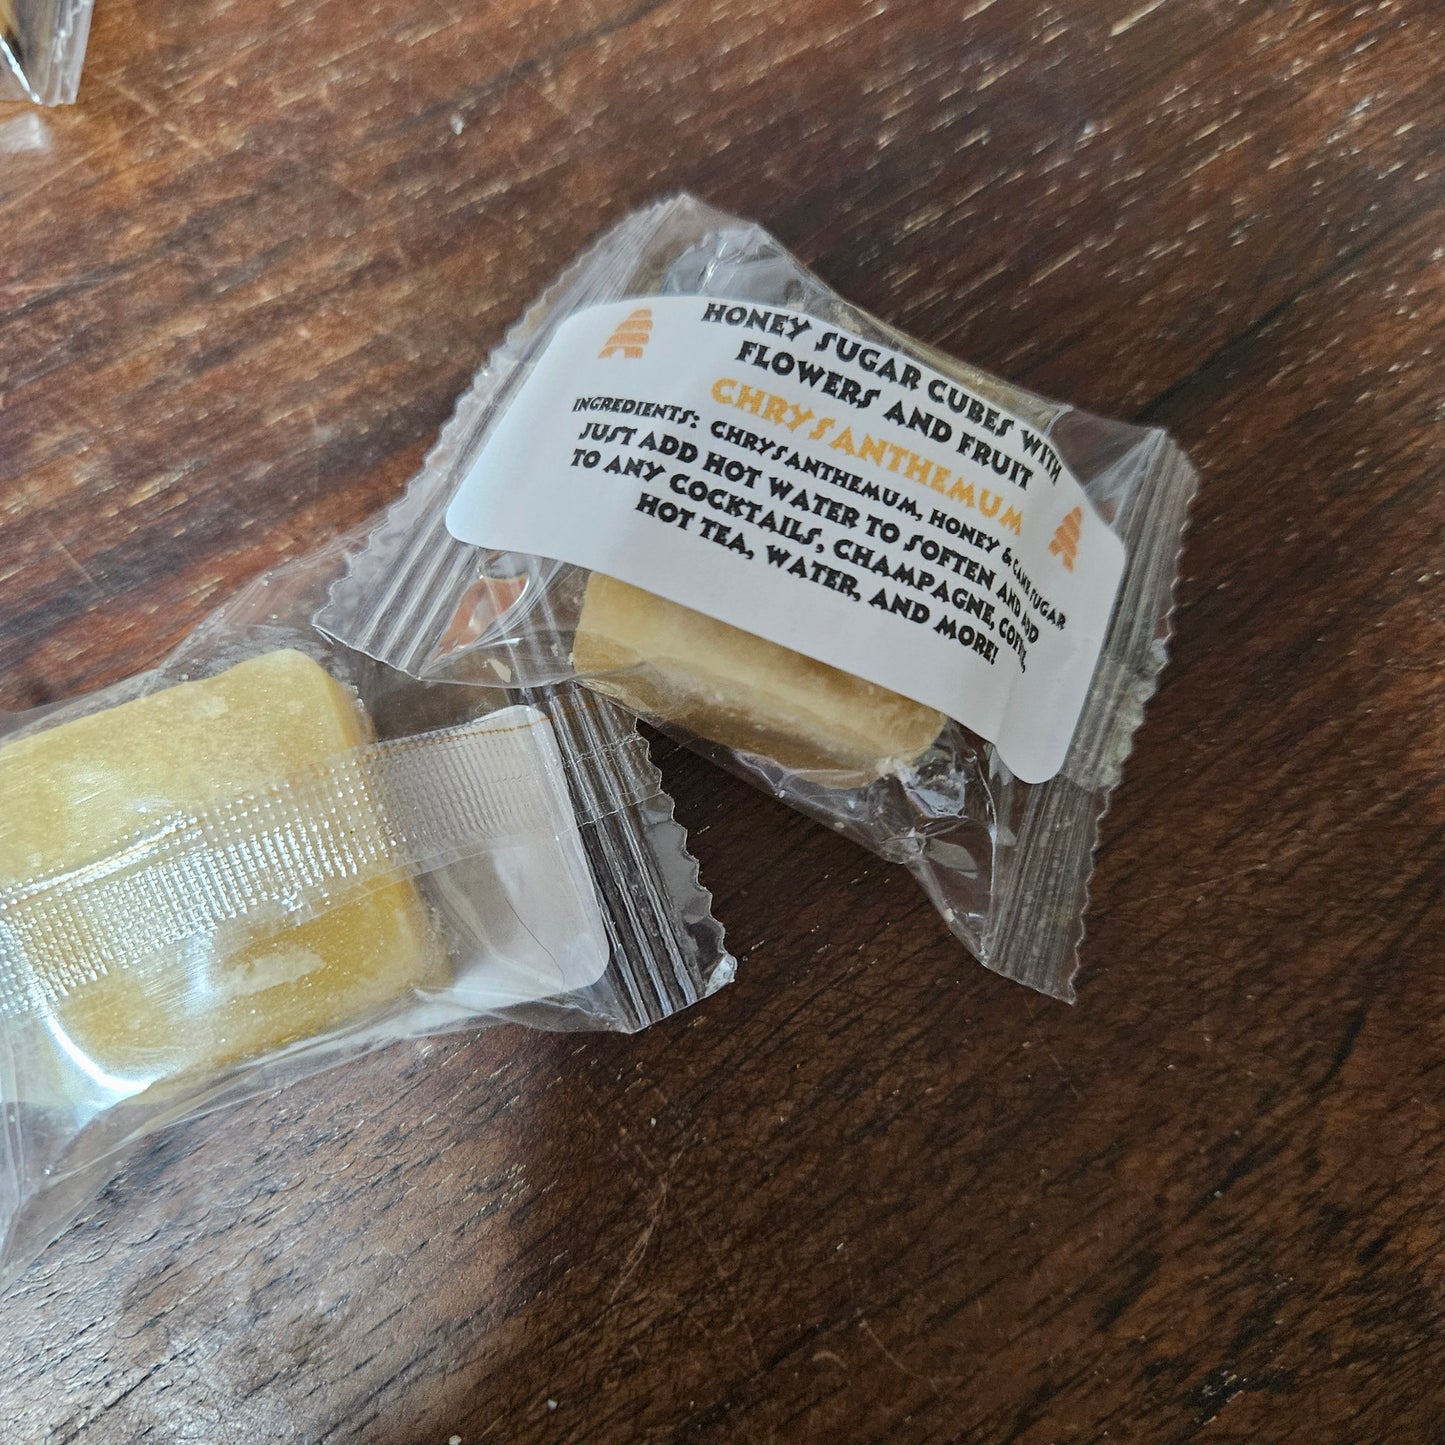 HONEY SUGAR CUBES WITH
FLOWERS AND FRUIT
CHRYSANTHEMUM
INGREDIENTS: CHRYSANTHEMUM, HONEY & CANE SUGAR
JUST ADD HOT WATER TO SOFTEN AND ADD
TO ANY COCKTAILS, CHAMPAGNE, COFFEE,
HOT TEA, WATER, AND MORE!